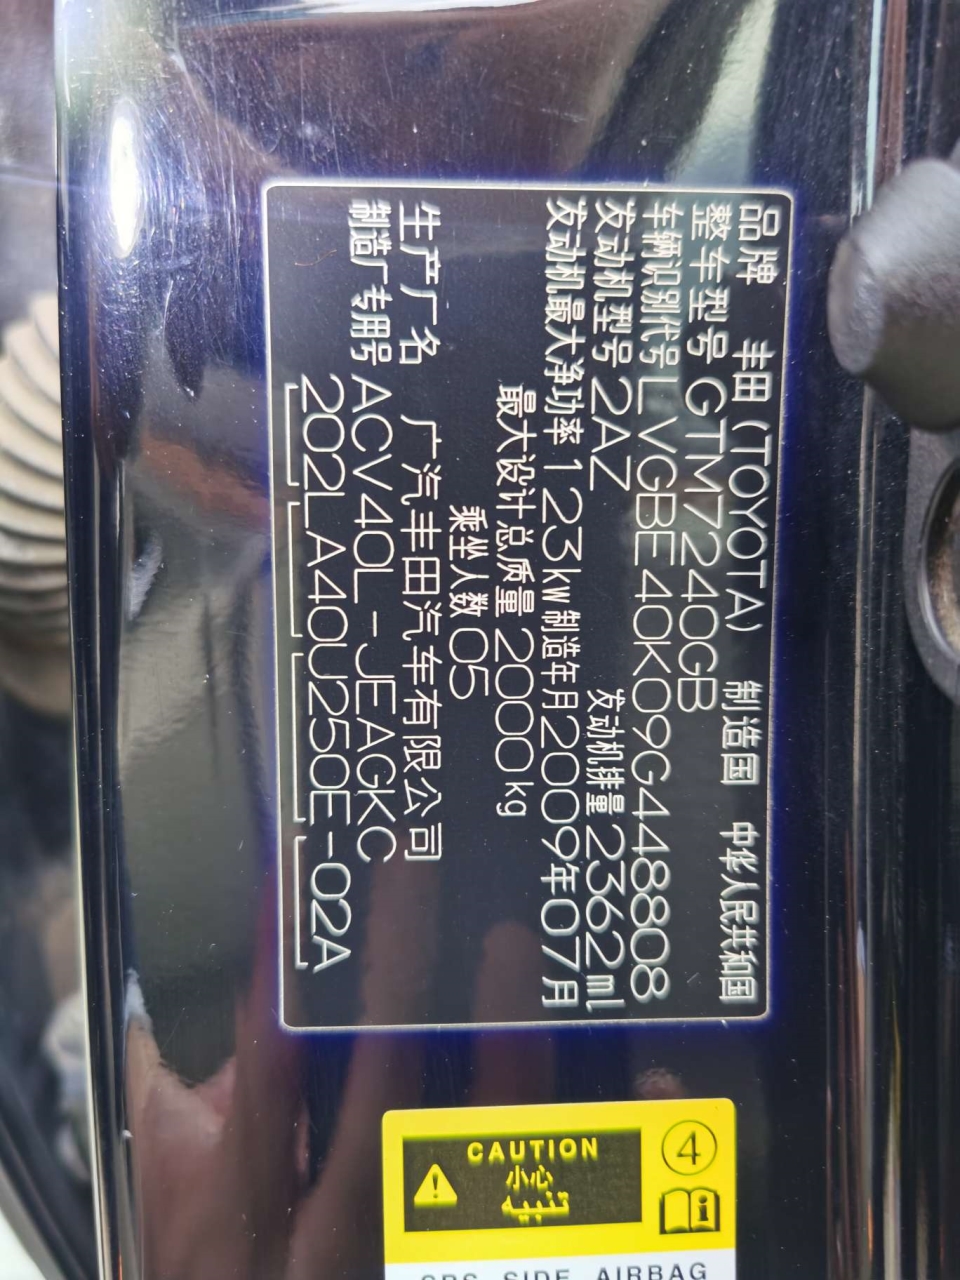 品牌 丰田(TOYOTA) 制造国 中华人民共和国
整车型号 GTM7240GB
车辆识别代号 LVGBE40K09G448808
发动机型号 2AZ 发动机排量 2362ml
发动机最大净功率 123kw 制造年月 2009年07月
最大设计总质量 2000kg
乘坐人数 05
生产厂名 广汽丰田汽车有限公司
制造厂专用号 ACV40L-JEAGKC
202LA40U250E-02A
CAUTION
小心
تنبيه
4
i
SRS SIDE AIRBAG